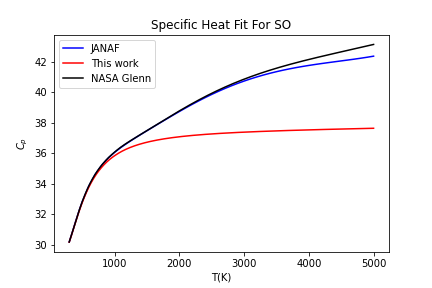 Specific Heat Fit For SO
JANAF
This work
NASA Glenn
42
40
38
36
34
32
30
C_p
1000
2000
3000
4000
5000
T(K)